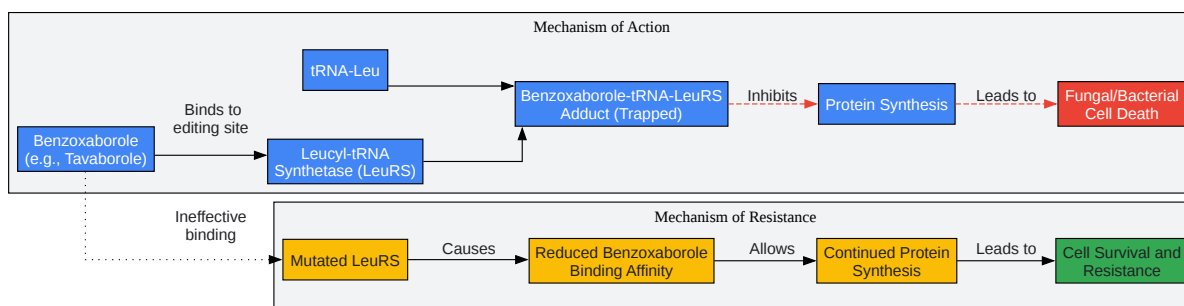 Mechanism of Action
tRNA-Leu
Binds to
editing site
Benzoxaborole
(e.g., Tavaborole)
Leucyl-tRNA
Synthetase (LeuRS)
Benzoxaborole-tRNA-LeuRS
Adduct (Trapped)
Inhibits
Protein Synthesis
Leads to
Fungal/Bacterial
Cell Death
Ineffective
binding
Mechanism of Resistance
Mutated LeuRS
Causes
Reduced Benzoxaborole
Binding Affinity
Allows
Continued Protein
Synthesis
Leads to
Cell Survival and
Resistance